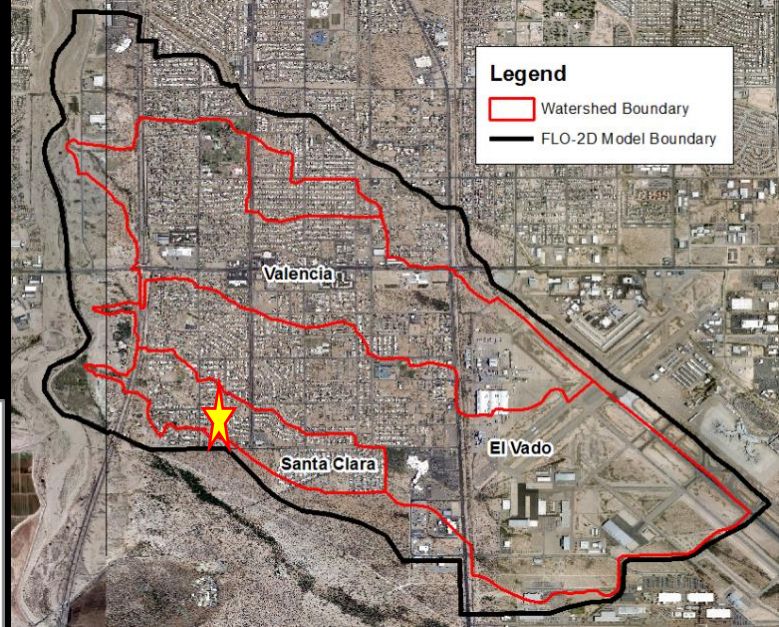 Legend
Watershed Boundary
FLO-2D Model Boundary
Valencia
El Vado
Santa Clara